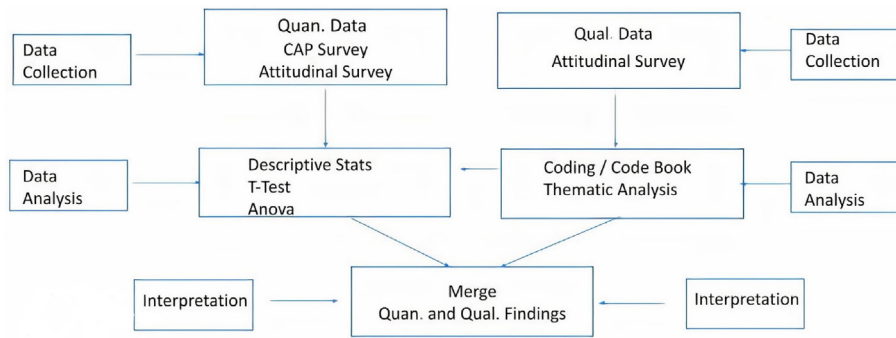 Data
Collection
Quan. Data
CAP Survey
Attitudinal Survey
Qual. Data
Attitudinal Survey
Data
Collection
Data
Analysis
Descriptive Stats
T-Test
Anova
Coding / Code Book
Thematic Analysis
Data
Analysis
Interpretation
Merge
Quan. and Qual. Findings
Interpretation